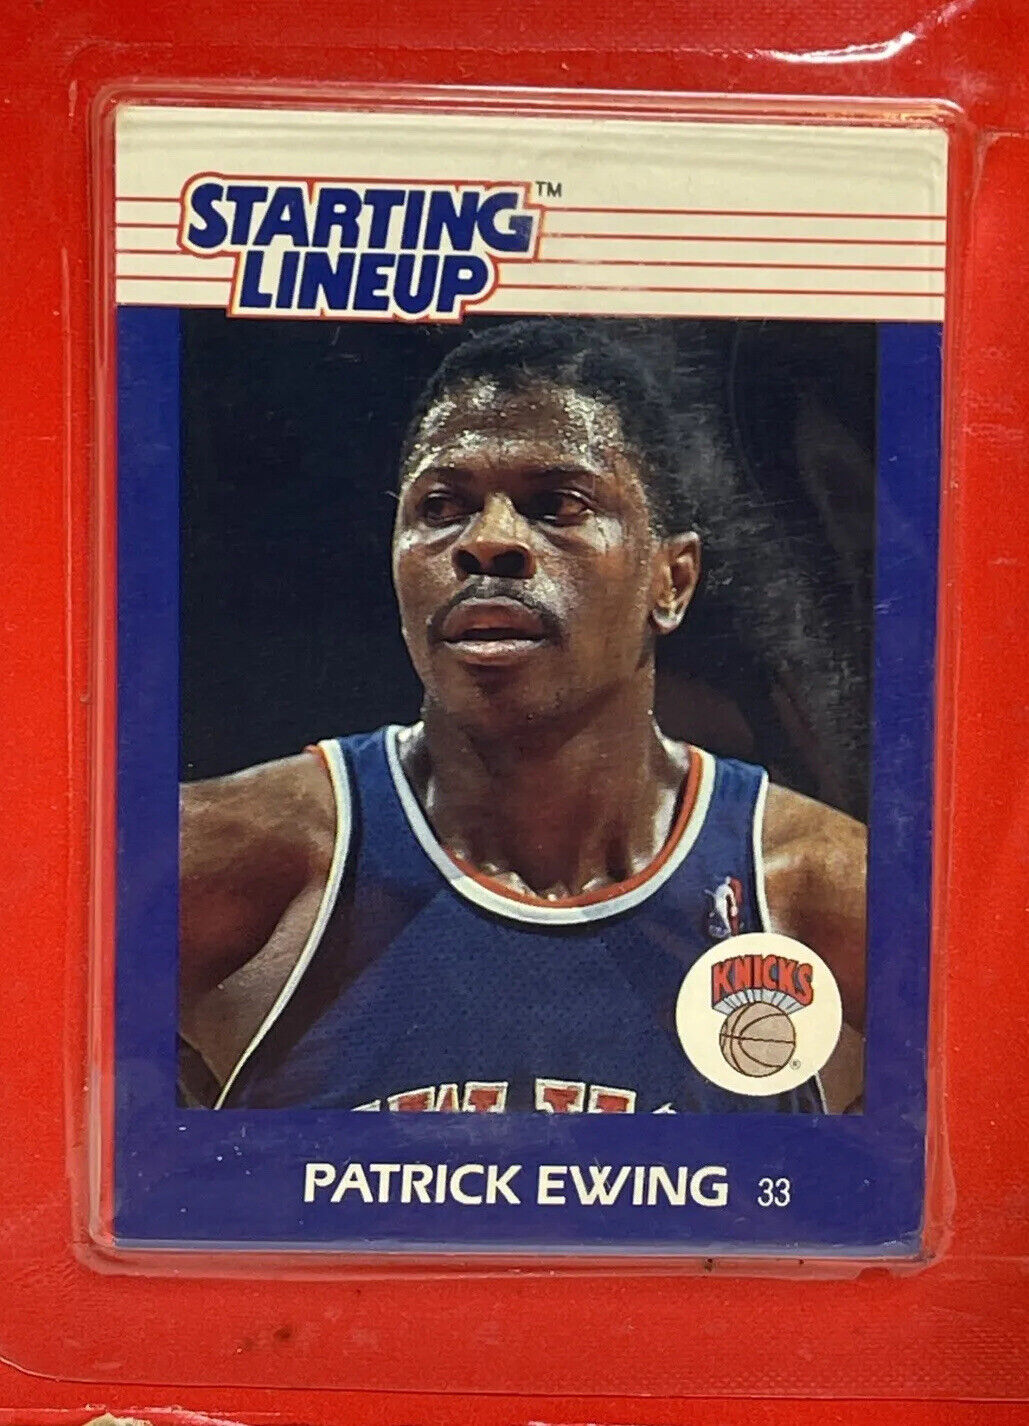 STARTING™
LINEUP
KNICKS
®
PATRICK EWING 33